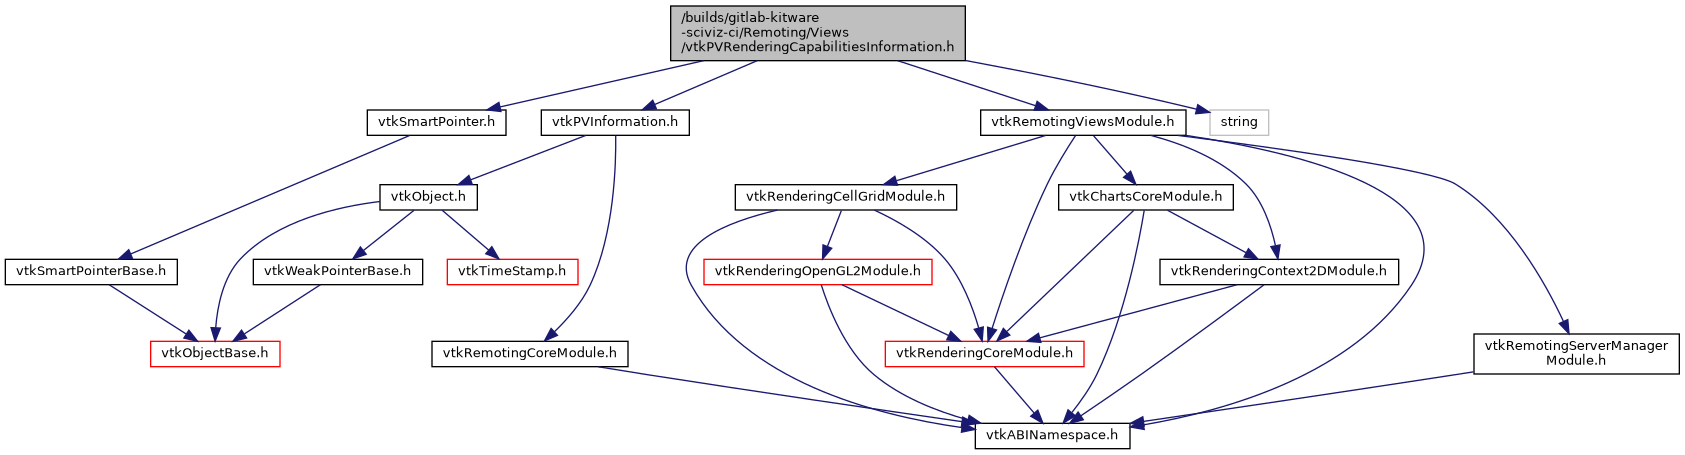 /builds/gitlab-kitware
-sciviz-ci/Remoting/Views
/vtkPVRenderingCapabilitiesInformation.h
vtkSmartPointer.h
vtkPVInformation.h
vtkRemotingViewsModule.h
string
vtkObject.h
vtkRenderingCellGridModule.h
vtkChartsCoreModule.h
vtkSmartPointerBase.h
vtkWeakPointerBase.h
vtkTimeStamp.h
vtkRenderingOpenGL2Module.h
vtkRenderingContext2DModule.h
vtkObjectBase.h
vtkRemotingCoreModule.h
vtkRenderingCoreModule.h
vtkRemotingServerManager
Module.h
vtkABINamespace.h